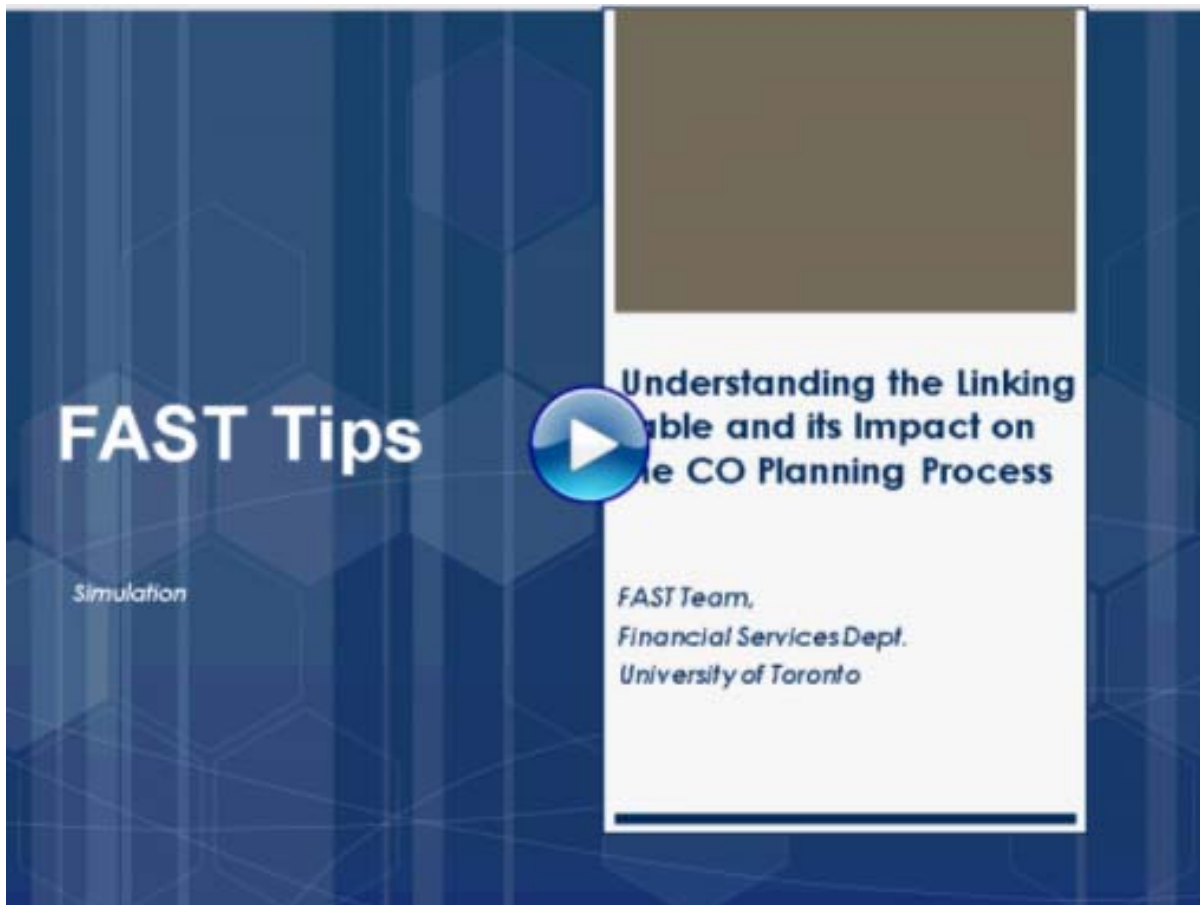 FAST Tips
Simulation
Understanding the Linking
able and its Impact on
e CO Planning Process
FAST Team,
Financial Services Dept.
University of Toronto